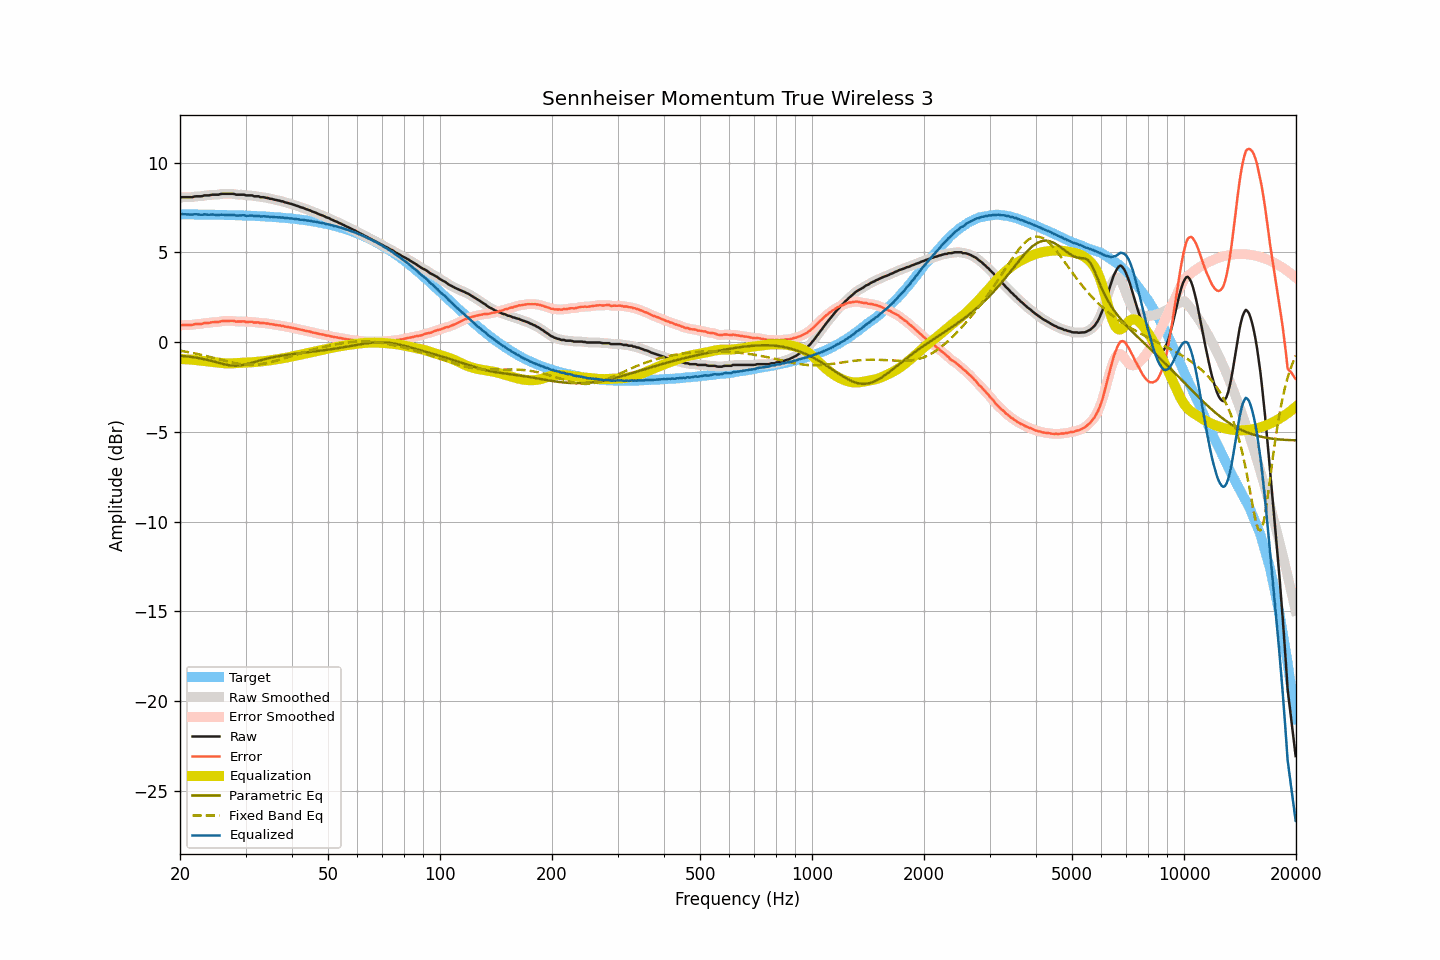 Sennheiser Momentum True Wireless 3
10
5
0
−5
−10
−15
−20
−25
Amplitude (dBr)
Target
Raw Smoothed
Error Smoothed
Raw
Error
Equalization
Parametric Eq
Fixed Band Eq
Equalized
20 50 100 200 500 1000 2000 5000 10000 20000
Frequency (Hz)